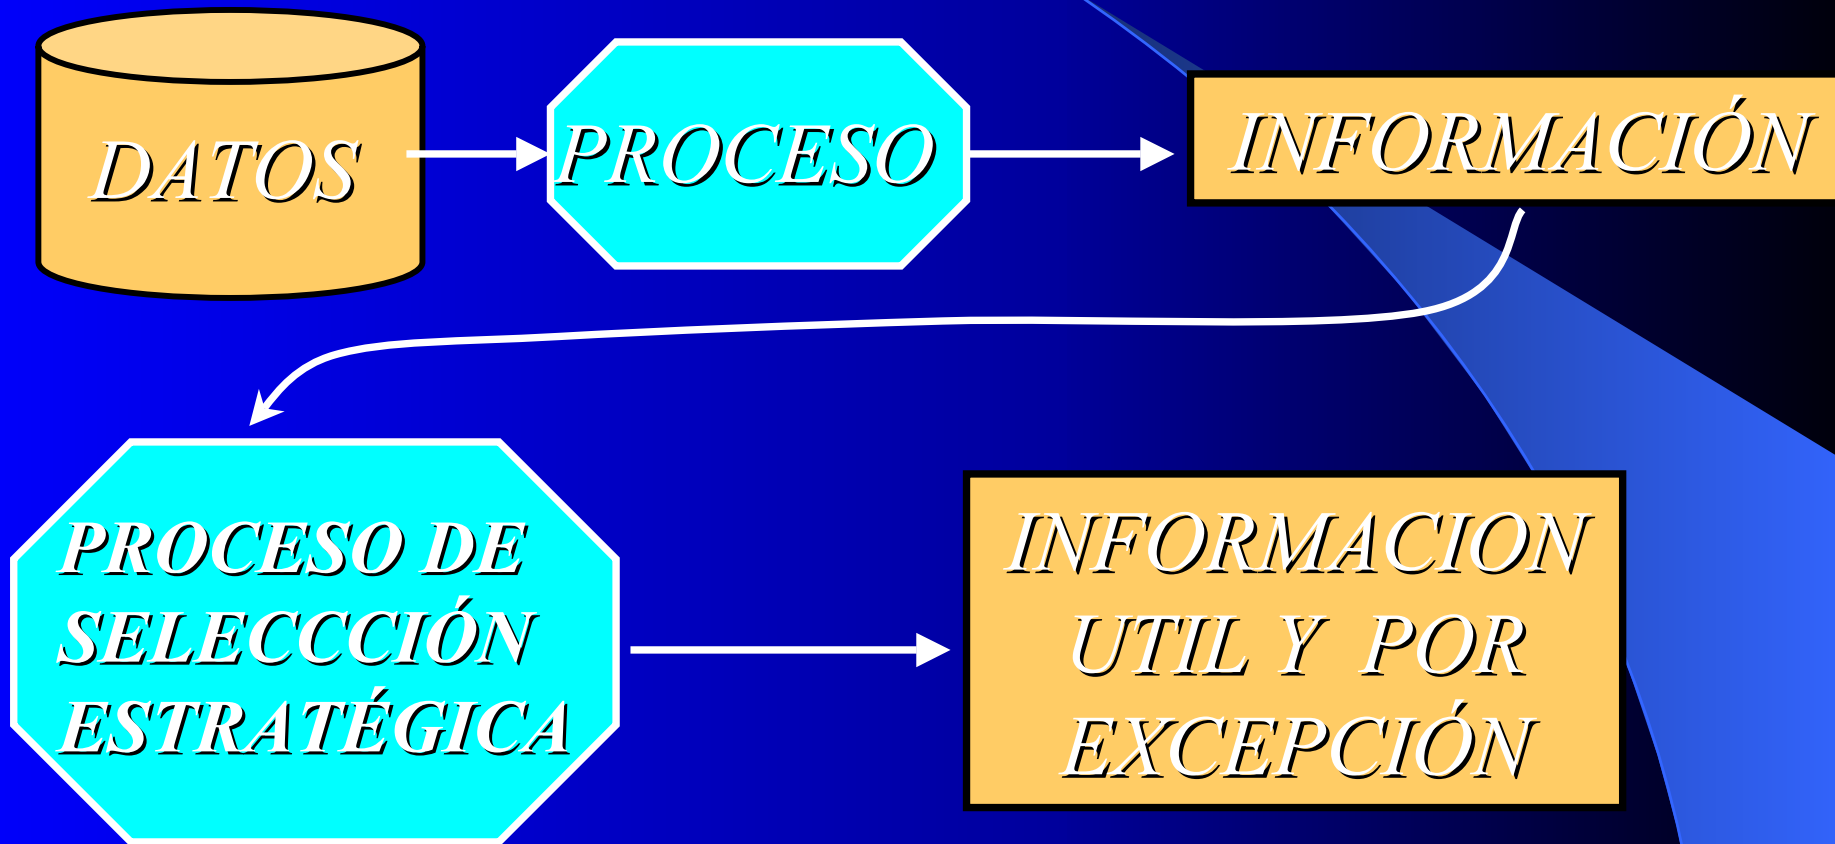 DATOS
PROCESO
INFORMACIÓN
PROCESO DE
SELECCCIÓN
ESTRATÉGICA
INFORMACION
UTIL Y POR
EXCEPCIÓN